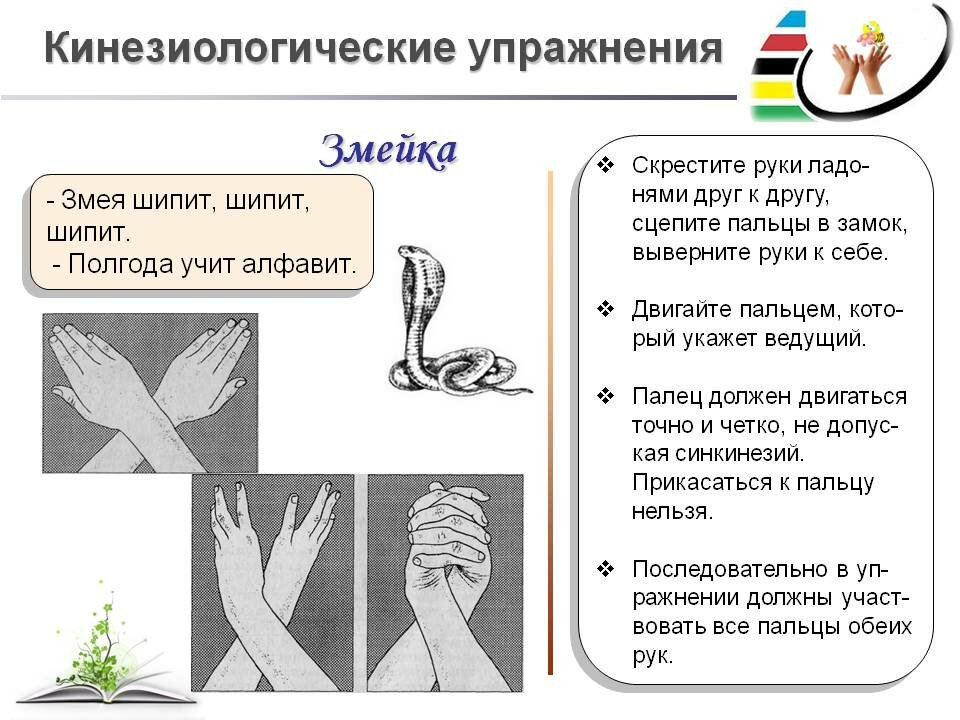 Кинезиологические упражнения
Змейка
- Змея шипит, шипит,
шипит.
- Полгода учит алфавит.
❖ Скрестите руки ладо-
нями друг к другу,
сцепите пальцы в замок,
выверните руки к себе.
❖ Двигайте пальцем, кото-
рый укажет ведущий.
❖ Палец должен двигаться
точно и четко, не допус-
кая синкинезий.
Прикасаться к пальцу
нельзя.
❖ Последовательно в уп-
ражнении должны участ-
вовать все пальцы обеих
рук.